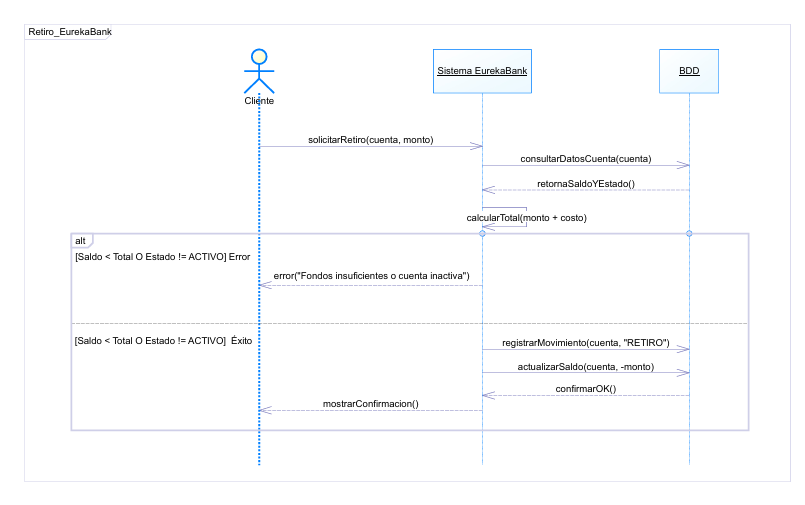 Retiro_EurekaBank
Sistema EurekaBank
BDD
Cliente
solicitarRetiro(cuenta, monto)
consultarDatosCuenta(cuenta)
retornaSaldoYEstado()
calcularTotal(monto + costo)
alt
[Saldo < Total O Estado != ACTIVO] Error
error("Fondos insuficientes o cuenta inactiva")
[Saldo < Total O Estado != ACTIVO] Éxito
registrarMovimiento(cuenta, "RETIRO")
actualizarSaldo(cuenta, -monto)
confirmarOK()
mostrarConfirmacion()